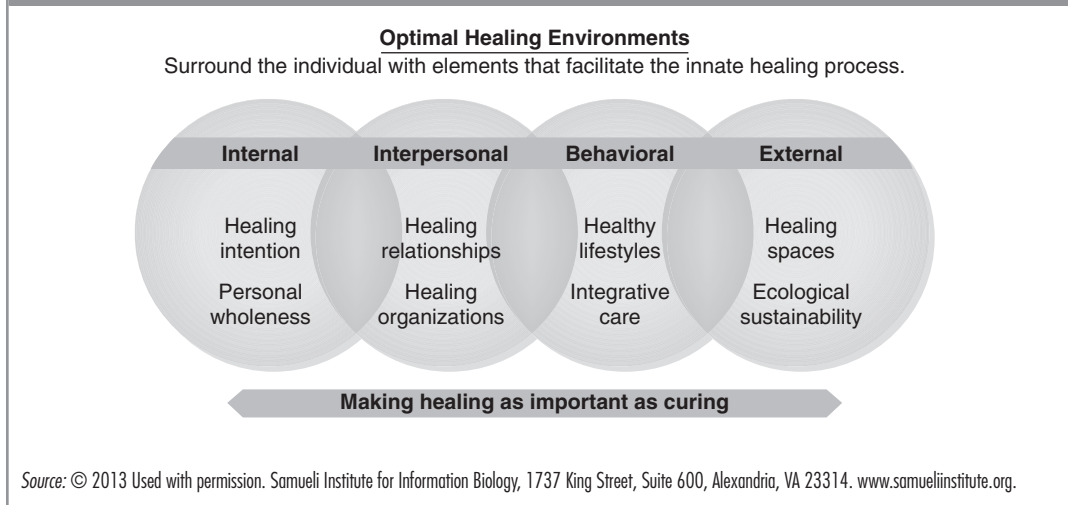 Optimal Healing Environments
Surround the individual with elements that facilitate the innate healing process.
Internal Interpersonal Behavioral External
Healing intention
Personal wholeness
Healing relationships
Healing organizations
Healthy lifestyles
Integrative care
Healing spaces
Ecological sustainability
Making healing as important as curing
Source: © 2013 Used with permission. Samueli Institute for Information Biology, 1737 King Street, Suite 600, Alexandria, VA 23314. www.samueliinstitute.org.